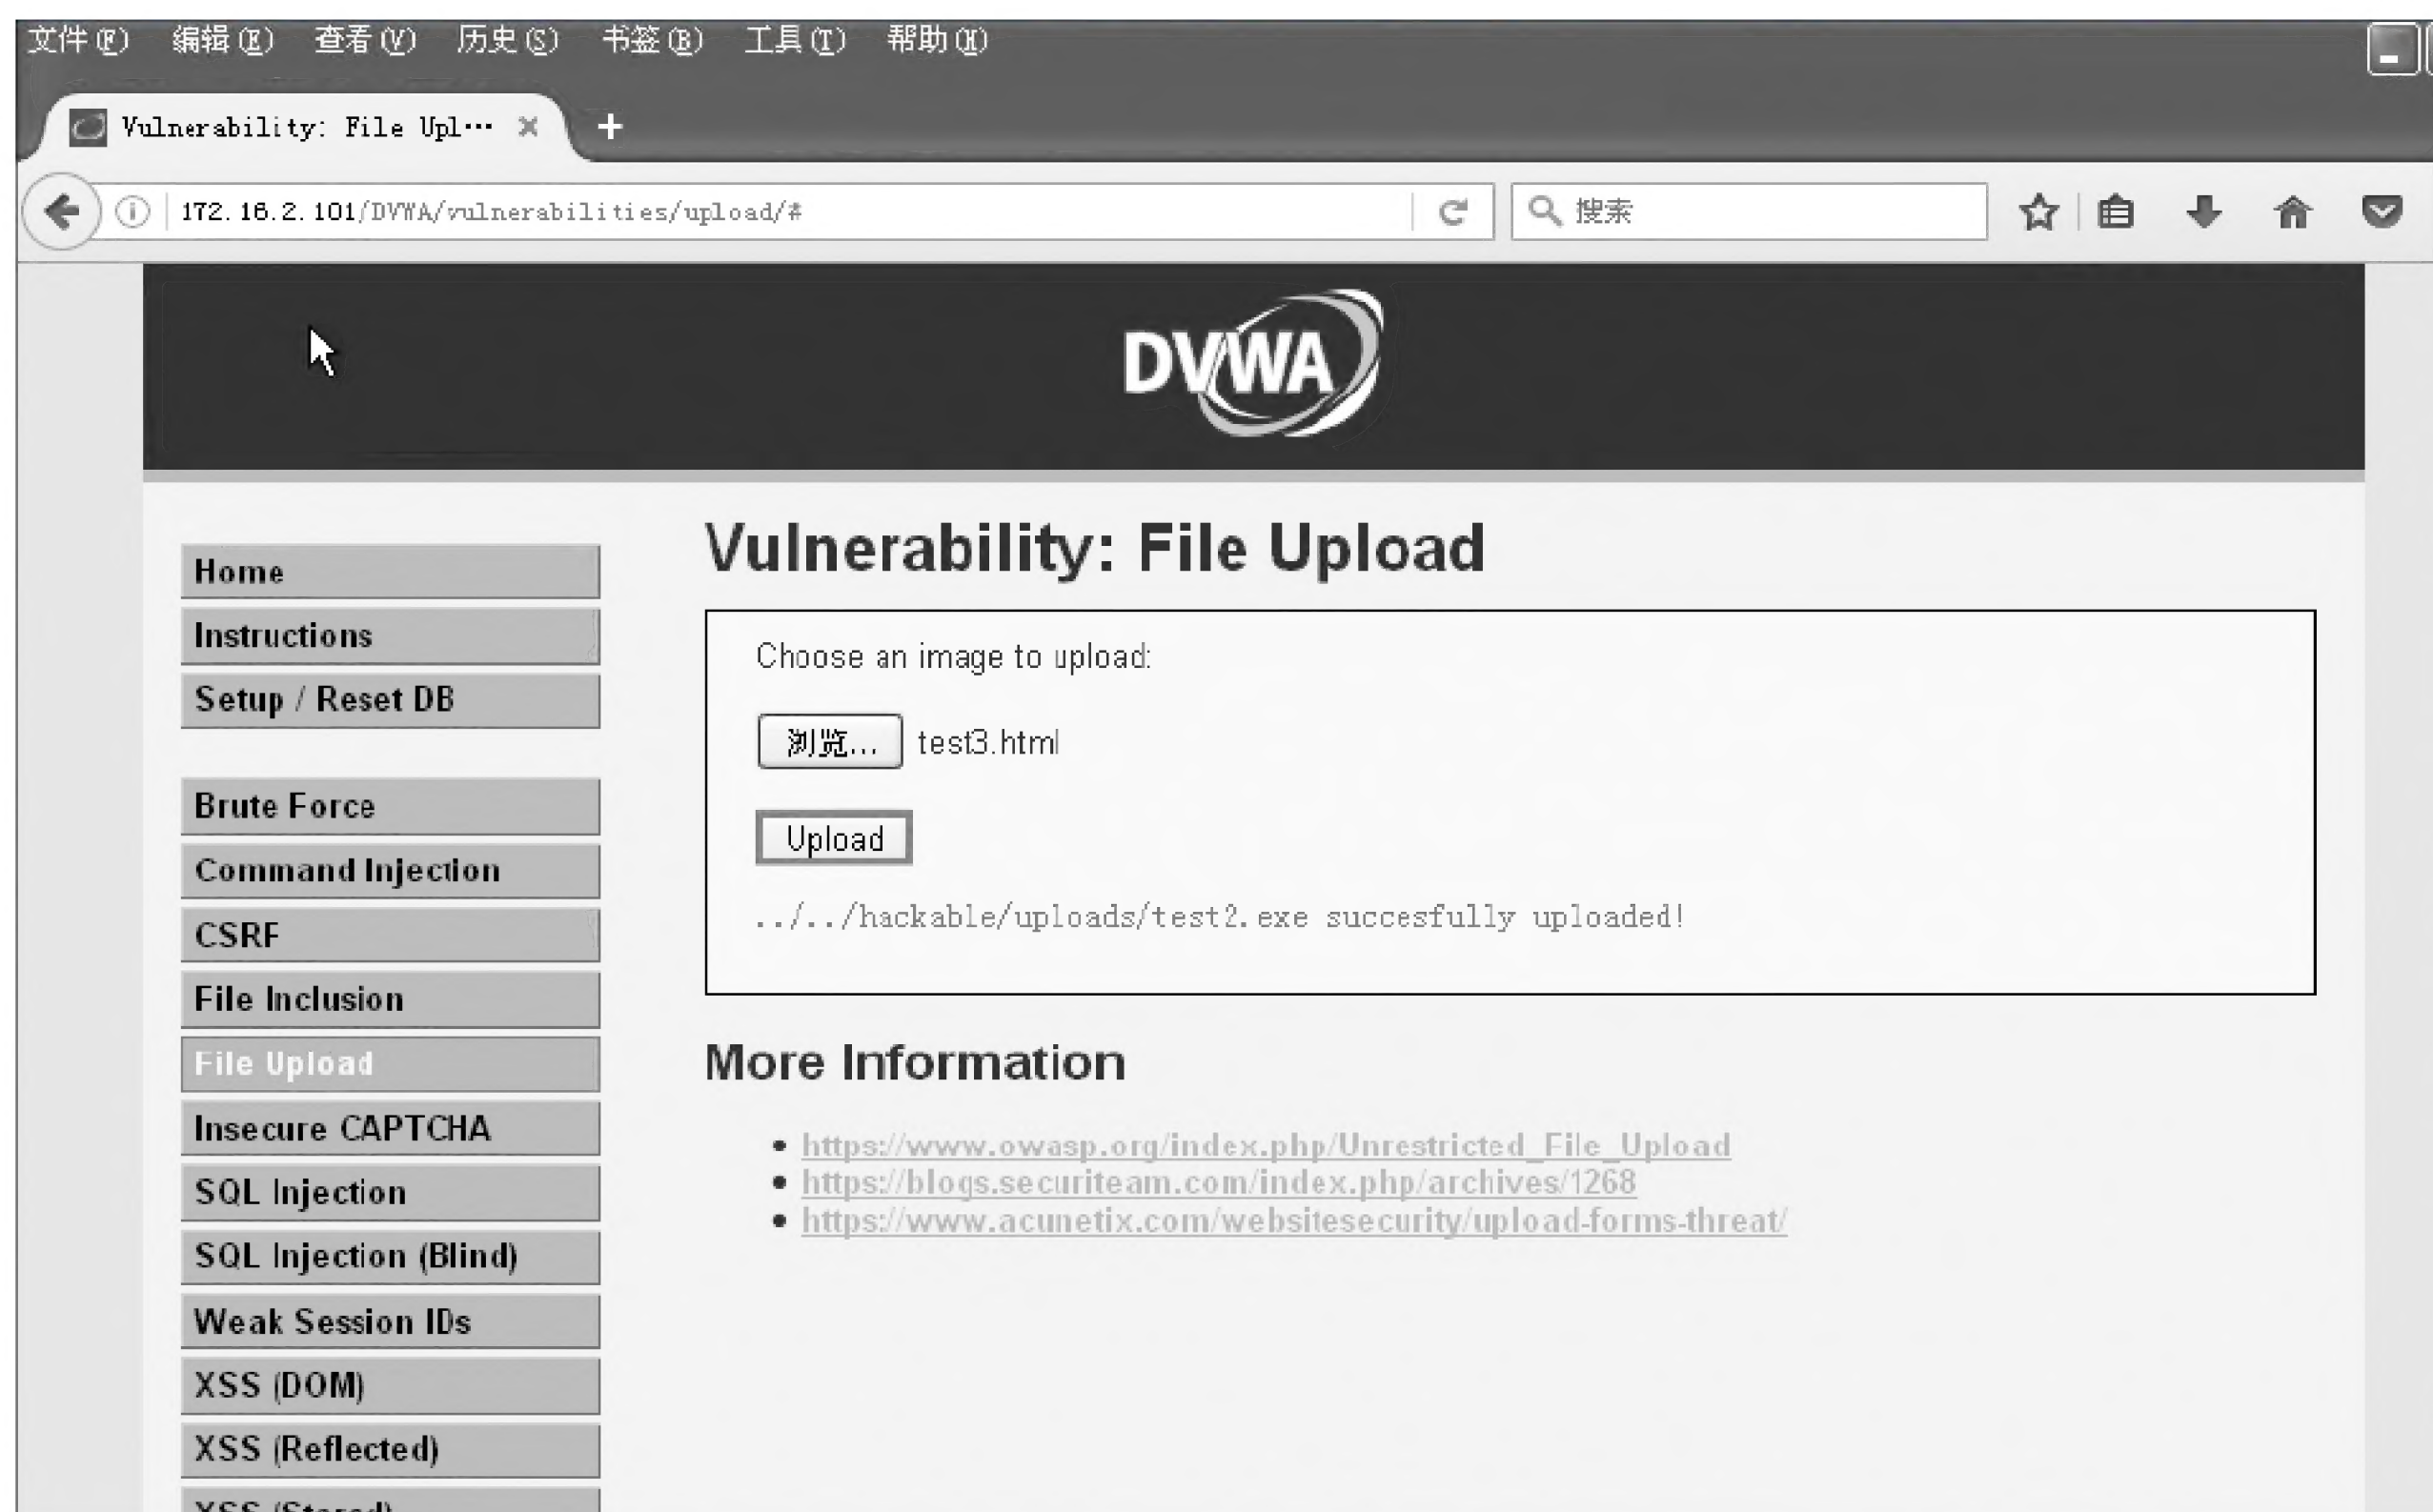 文件(F) 编辑(E) 查看(V) 历史(S) 书签(B) 工具(T) 帮助(H)
Vulnerability: File Upl…
172.16.2.101/DVWA/vulnerabilities/upload/#
搜索
DVWA
Vulnerability: File Upload
Home
Instructions
Setup / Reset DB
Brute Force
Command Injection
CSRF
File Inclusion
File Upload
Insecure CAPTCHA
SQL Injection
SQL Injection (Blind)
Weak Session IDs
XSS (DOM)
XSS (Reflected)
XSS (Stored)
Choose an image to upload:
浏览... test3.html
Upload
../../hackable/uploads/test2.exe succesfully uploaded!
More Information
https://www.owasp.org/index.php/Unrestricted_File_Upload
https://blogs.securiteam.com/index.php/archives/1268
https://www.acunetix.com/websitesecurity/upload-forms-threat/